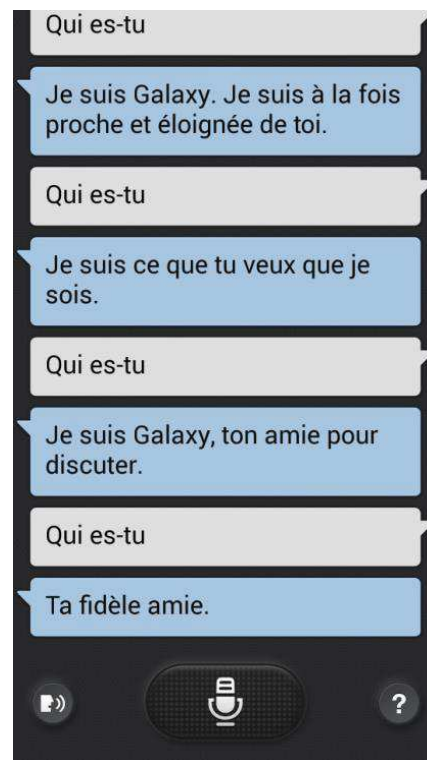 Qui es-tu
Je suis Galaxy. Je suis à la fois
proche et éloignée de toi.
Qui es-tu
Je suis ce que tu veux que je
sois.
Qui es-tu
Je suis Galaxy, ton amie pour
discuter.
Qui es-tu
Ta fidèle amie.
?